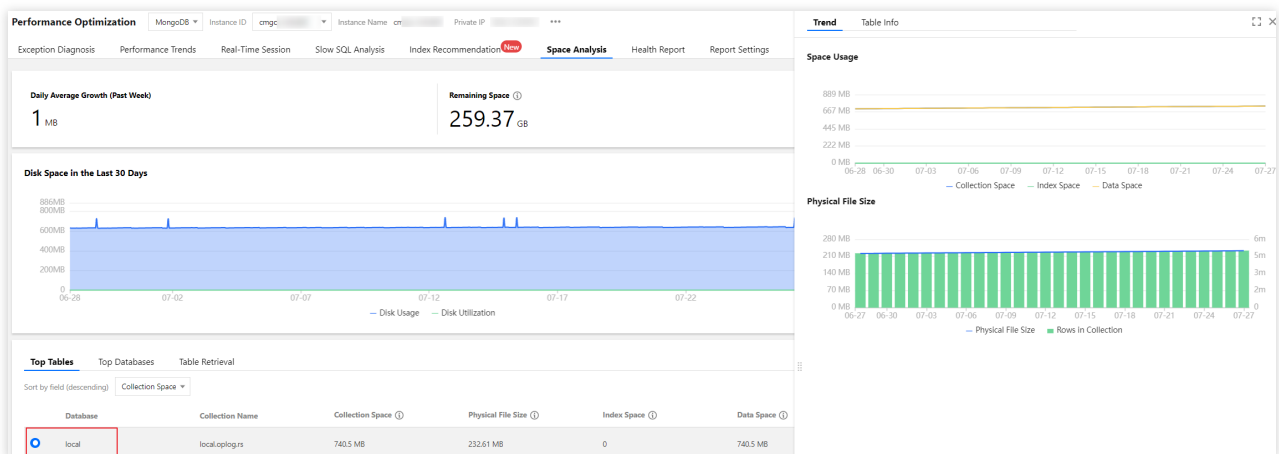 Performance Optimization MongoDB Instance ID cmgc Instance Name Private IP •••
Exception Diagnosis Performance Trends Real-Time Session Slow SQL Analysis Index Recommendation New Space Analysis Health Report Report Settings
Daily Average Growth (Past Week)
1 MB
Remaining Space
259.37 GB
Disk Space in the Last 30 Days
886MB
800MB
600MB
400MB
200MB
0
06-28 07-02 07-07 07-12 07-17 07-22
Disk Usage Disk Utilization
Top Tables Top Databases Table Retrieval
Sort by field (descending) Collection Space
Database Collection Name Collection Space Physical File Size Index Space Data Space
local local.oplog.rs 740.5 MB 232.61 MB 0 740.5 MB
Trend Table Info
Space Usage
889 MB
667 MB
445 MB
222 MB
0 MB
06-28 06-30 07-03 07-06 07-09 07-12 07-15 07-18 07-21 07-24 07-27
Collection Space Index Space Data Space
Physical File Size
280 MB 6m
210 MB 5m
140 MB 3m
70 MB 2m
0 MB 0
06-27 06-30 07-03 07-06 07-09 07-12 07-15 07-18 07-21 07-24 07-27
Physical File Size Rows in Collection